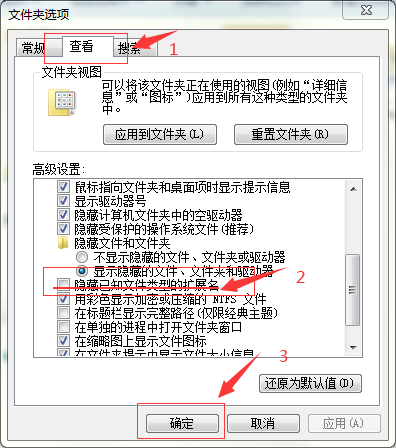 文件夹选项
常规 查看 搜索
1
文件夹视图
可以将该文件夹正在使用的视图(例如“详细信
息”或“图标”)应用到所有这种类型的文件夹
中。
应用到文件夹(L) 重置文件夹(R)
高级设置:
鼠标指向文件夹和桌面项时显示提示信息
显示驱动器号
隐藏计算机文件夹中的空驱动器
隐藏受保护的操作系统文件(推荐)
隐藏文件和文件夹
不显示隐藏的文件、文件夹或驱动器
显示隐藏的文件、文件夹和驱动器
2
隐藏已知文件类型的扩展名
用彩色显示加密或压缩的 NTFS 文件
在标题栏显示完整路径(仅限经典主题)
在单独的进程中打开文件夹窗口
在缩略图上显示文件图标
在文件夹提示中显示文件大小信息
3
还原为默认值(D)
确定 取消 应用(A)